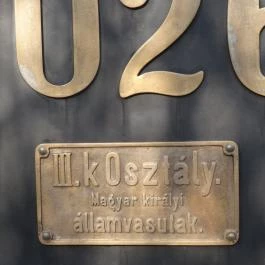 026
III.k Osztály.
Magyar királyi
államvasutak.